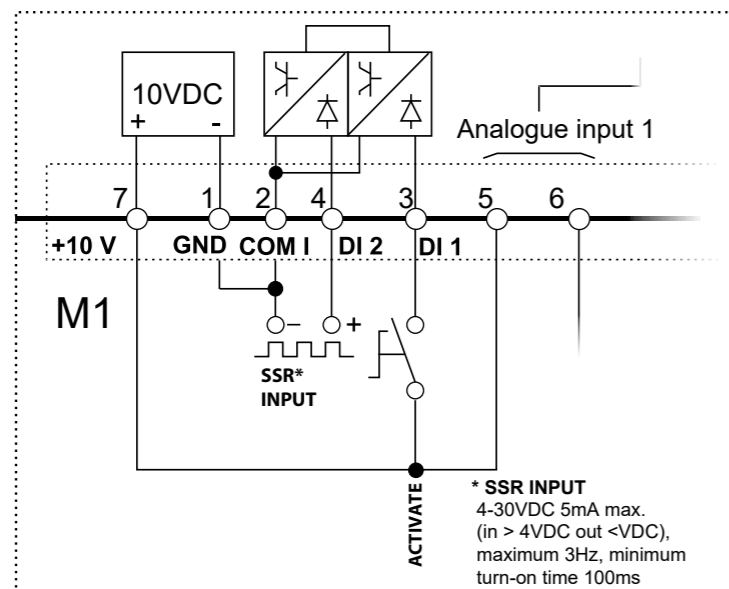 10VDC
+ -
Analogue input 1
7 1 2 4 3 5 6
+10 V GND COM I DI 2 DI 1
M1
- +
SSR*
INPUT
ACTIVATE
* SSR INPUT
4-30VDC 5mA max.
(in > 4VDC out <VDC),
maximum 3Hz, minimum
turn-on time 100ms